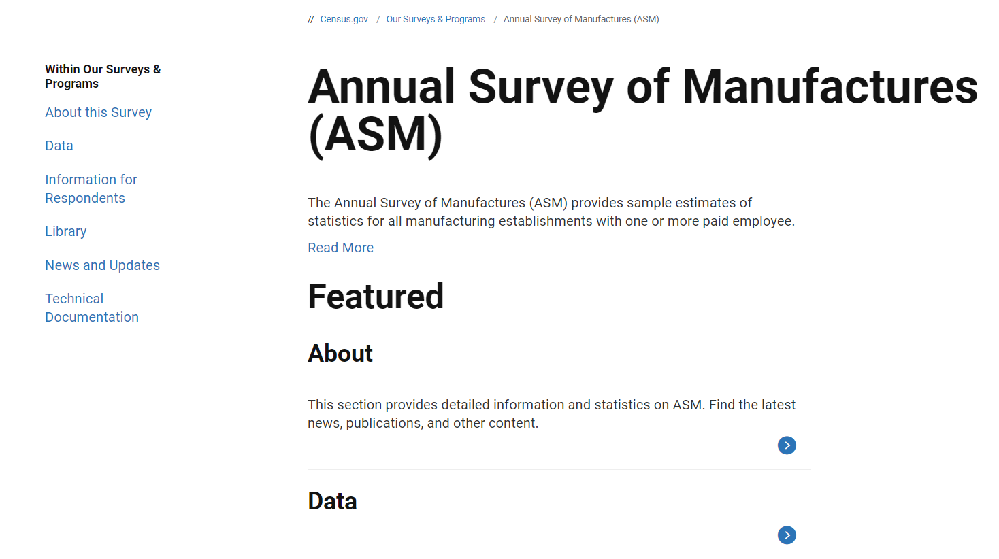 // Census.gov / Our Surveys & Programs / Annual Survey of Manufactures (ASM)
Within Our Surveys &
Programs
About this Survey
Data
Information for
Respondents
Library
News and Updates
Technical
Documentation
Annual Survey of Manufactures
(ASM)
The Annual Survey of Manufactures (ASM) provides sample estimates of
statistics for all manufacturing establishments with one or more paid employee.
Read More
Featured
About
This section provides detailed information and statistics on ASM. Find the latest
news, publications, and other content.
Data